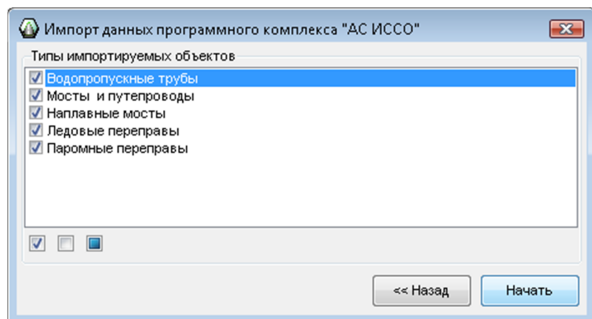 Импорт данных программного комплекса "АС ИССО"
Типы импортируемых объектов
Водопропускные трубы
Мосты и путепроводы
Наплавные мосты
Ледовые переправы
Паромные переправы
<< Назад
Начать